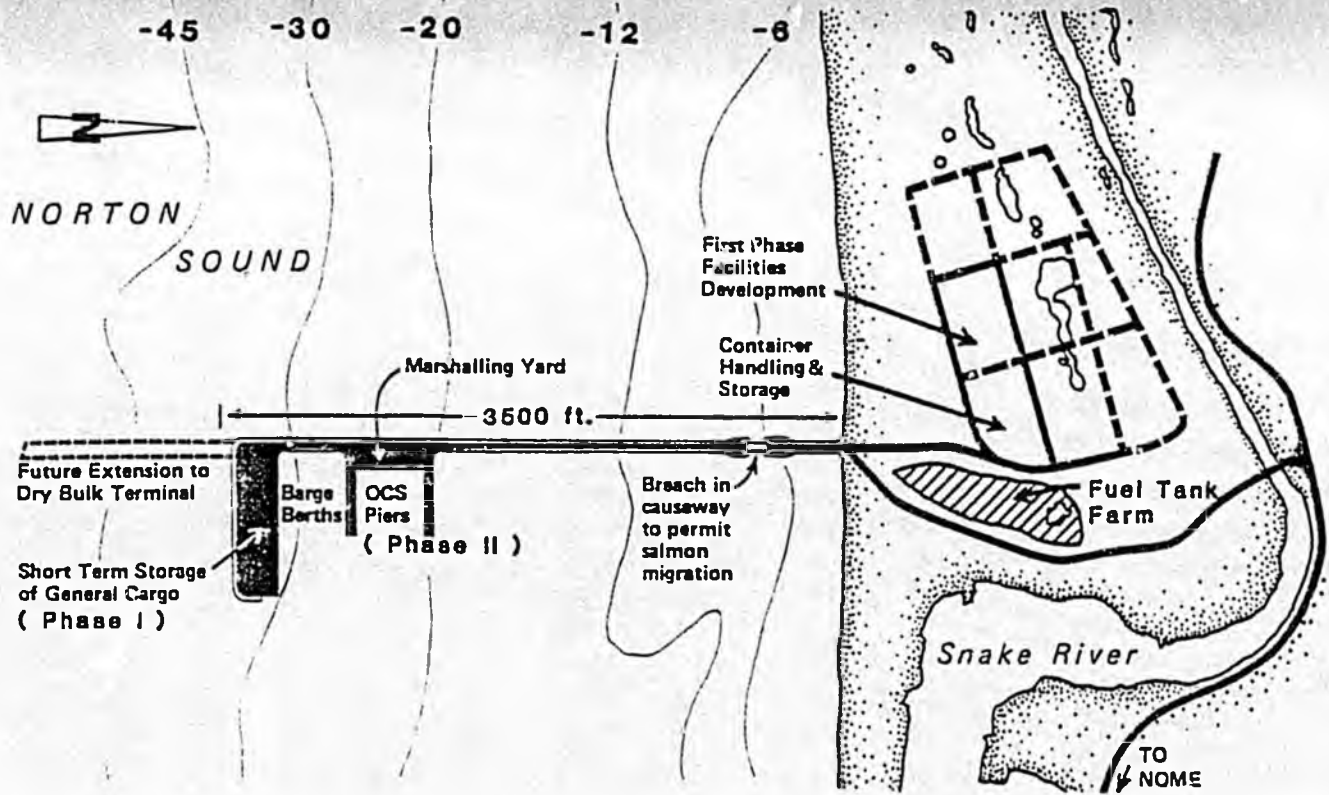 -45 -30 -20 -12 -6
N
NORTON
SOUND
First Phase
Facilities
Development
Container
Handling &
Storage
Marshalling Yard
3500 ft.
Future Extension to
Dry Bulk Terminal
Barge
Berths
OCS
Piers
( Phase II )
Short Term Storage
of General Cargo
( Phase I )
Breach in
causeway
to permit
salmon
migration
Fuel Tank
Farm
Snake River
TO
NOME